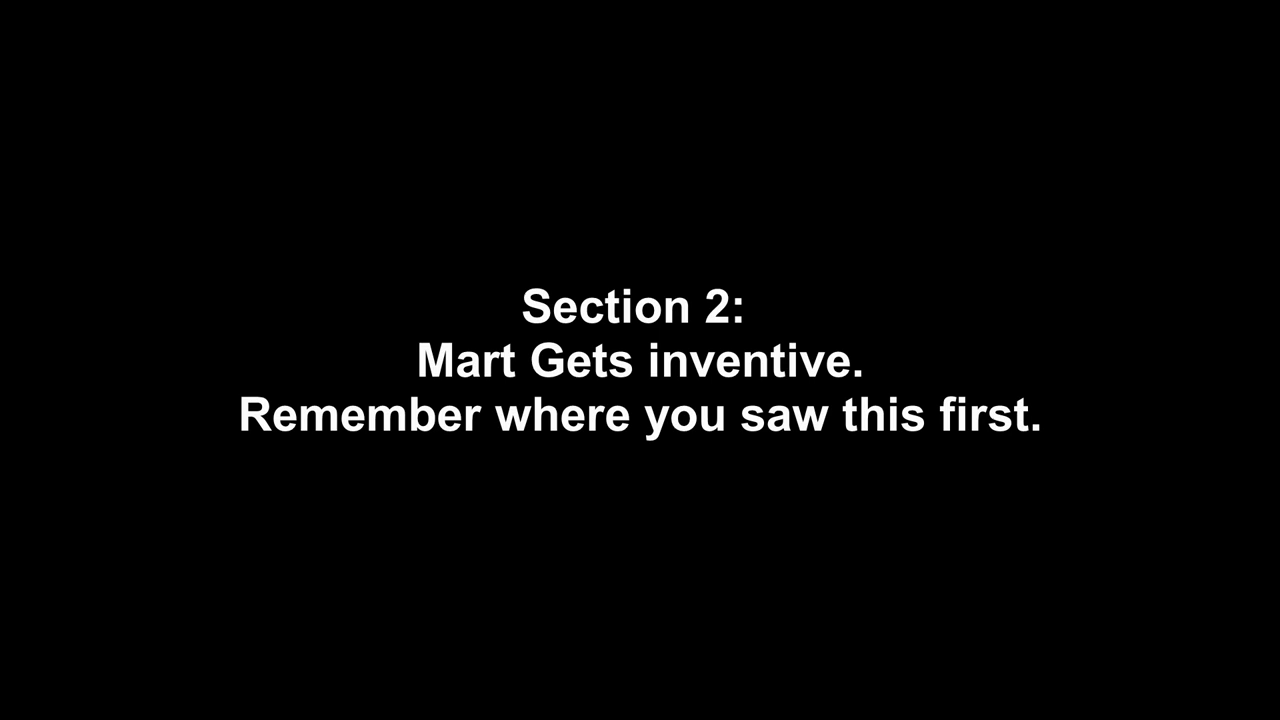 Section 2:
Mart Gets inventive.
Remember where you saw this first.